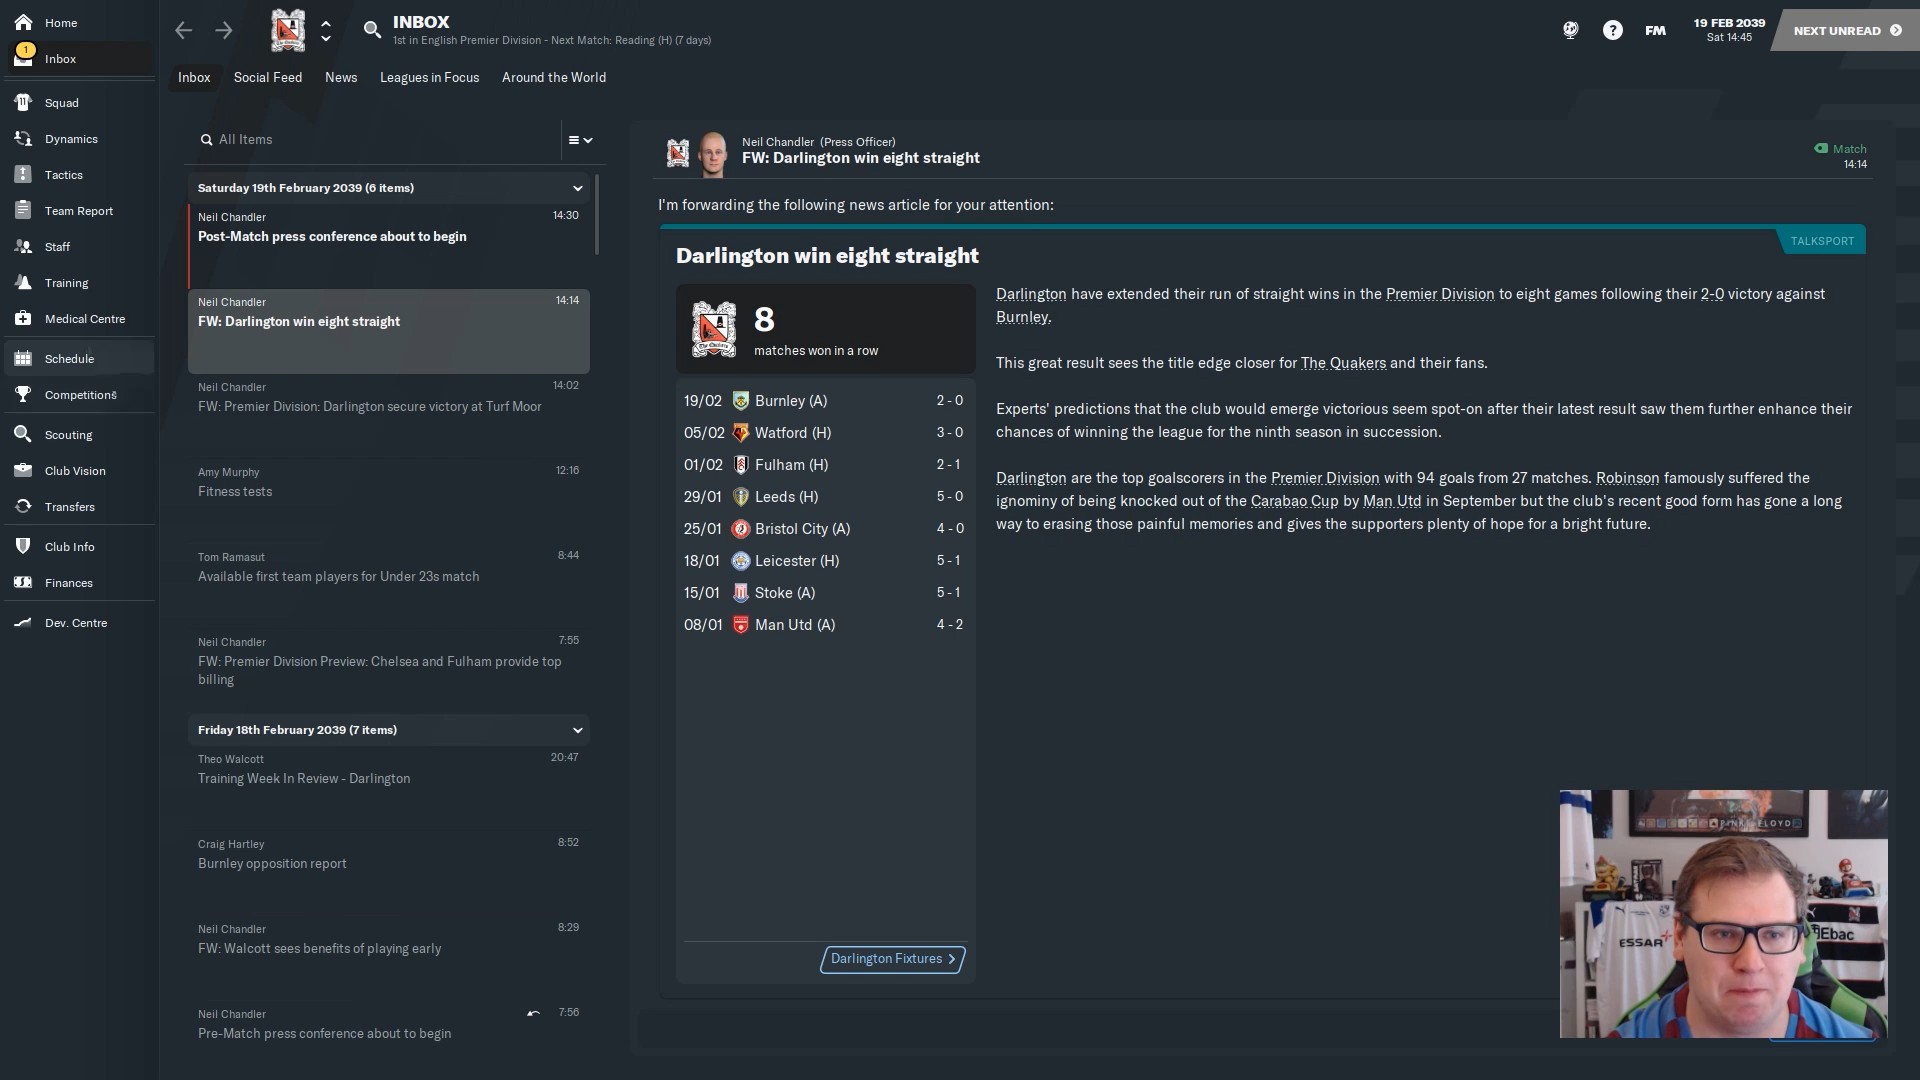 Home
1
Inbox
Squad
Dynamics
Tactics
Team Report
Staff
Training
Medical Centre
Schedule
Competitions
Scouting
Club Vision
Transfers
Club Info
Finances
Dev. Centre
INBOX
1st in English Premier Division - Next Match: Reading (H) (7 days)
FM
19 FEB 2039
Sat 14:45
NEXT UNREAD
Inbox
Social Feed
News
Leagues in Focus
Around the World
All Items
Saturday 19th February 2039 (6 items)
Neil Chandler
14:30
Post-Match press conference about to begin
Neil Chandler
14:14
FW: Darlington win eight straight
Neil Chandler
14:02
FW: Premier Division: Darlington secure victory at Turf Moor
Amy Murphy
12:16
Fitness tests
Tom Ramasut
8:44
Available first team players for Under 23s match
Neil Chandler
7:55
FW: Premier Division Preview: Chelsea and Fulham provide top
billing
Friday 18th February 2039 (7 items)
Theo Walcott
20:47
Training Week In Review - Darlington
Craig Hartley
8:52
Burnley opposition report
Neil Chandler
8:29
FW: Walcott sees benefits of playing early
Neil Chandler
7:56
Pre-Match press conference about to begin
Neil Chandler (Press Officer)
FW: Darlington win eight straight
Match
14:14
I'm forwarding the following news article for your attention:
TALKSPORT
Darlington win eight straight
8
matches won in a row
19/02 Burnley (A) 2 - 0
05/02 Watford (H) 3 - 0
01/02 Fulham (H) 2 - 1
29/01 Leeds (H) 5 - 0
25/01 Bristol City (A) 4 - 0
18/01 Leicester (H) 5 - 1
15/01 Stoke (A) 5 - 1
08/01 Man Utd (A) 4 - 2
Darlington Fixtures
Darlington have extended their run of straight wins in the Premier Division to eight games following their 2-0 victory against
Burnley.
This great result sees the title edge closer for The Quakers and their fans.
Experts' predictions that the club would emerge victorious seem spot-on after their latest result saw them further enhance their
chances of winning the league for the ninth season in succession.
Darlington are the top goalscorers in the Premier Division with 94 goals from 27 matches. Robinson famously suffered the
ignominy of being knocked out of the Carabao Cup by Man Utd in September but the club's recent good form has gone a long
way to erasing those painful memories and gives the supporters plenty of hope for a bright future.
PINK FLOYD
ESSAR
Ebac